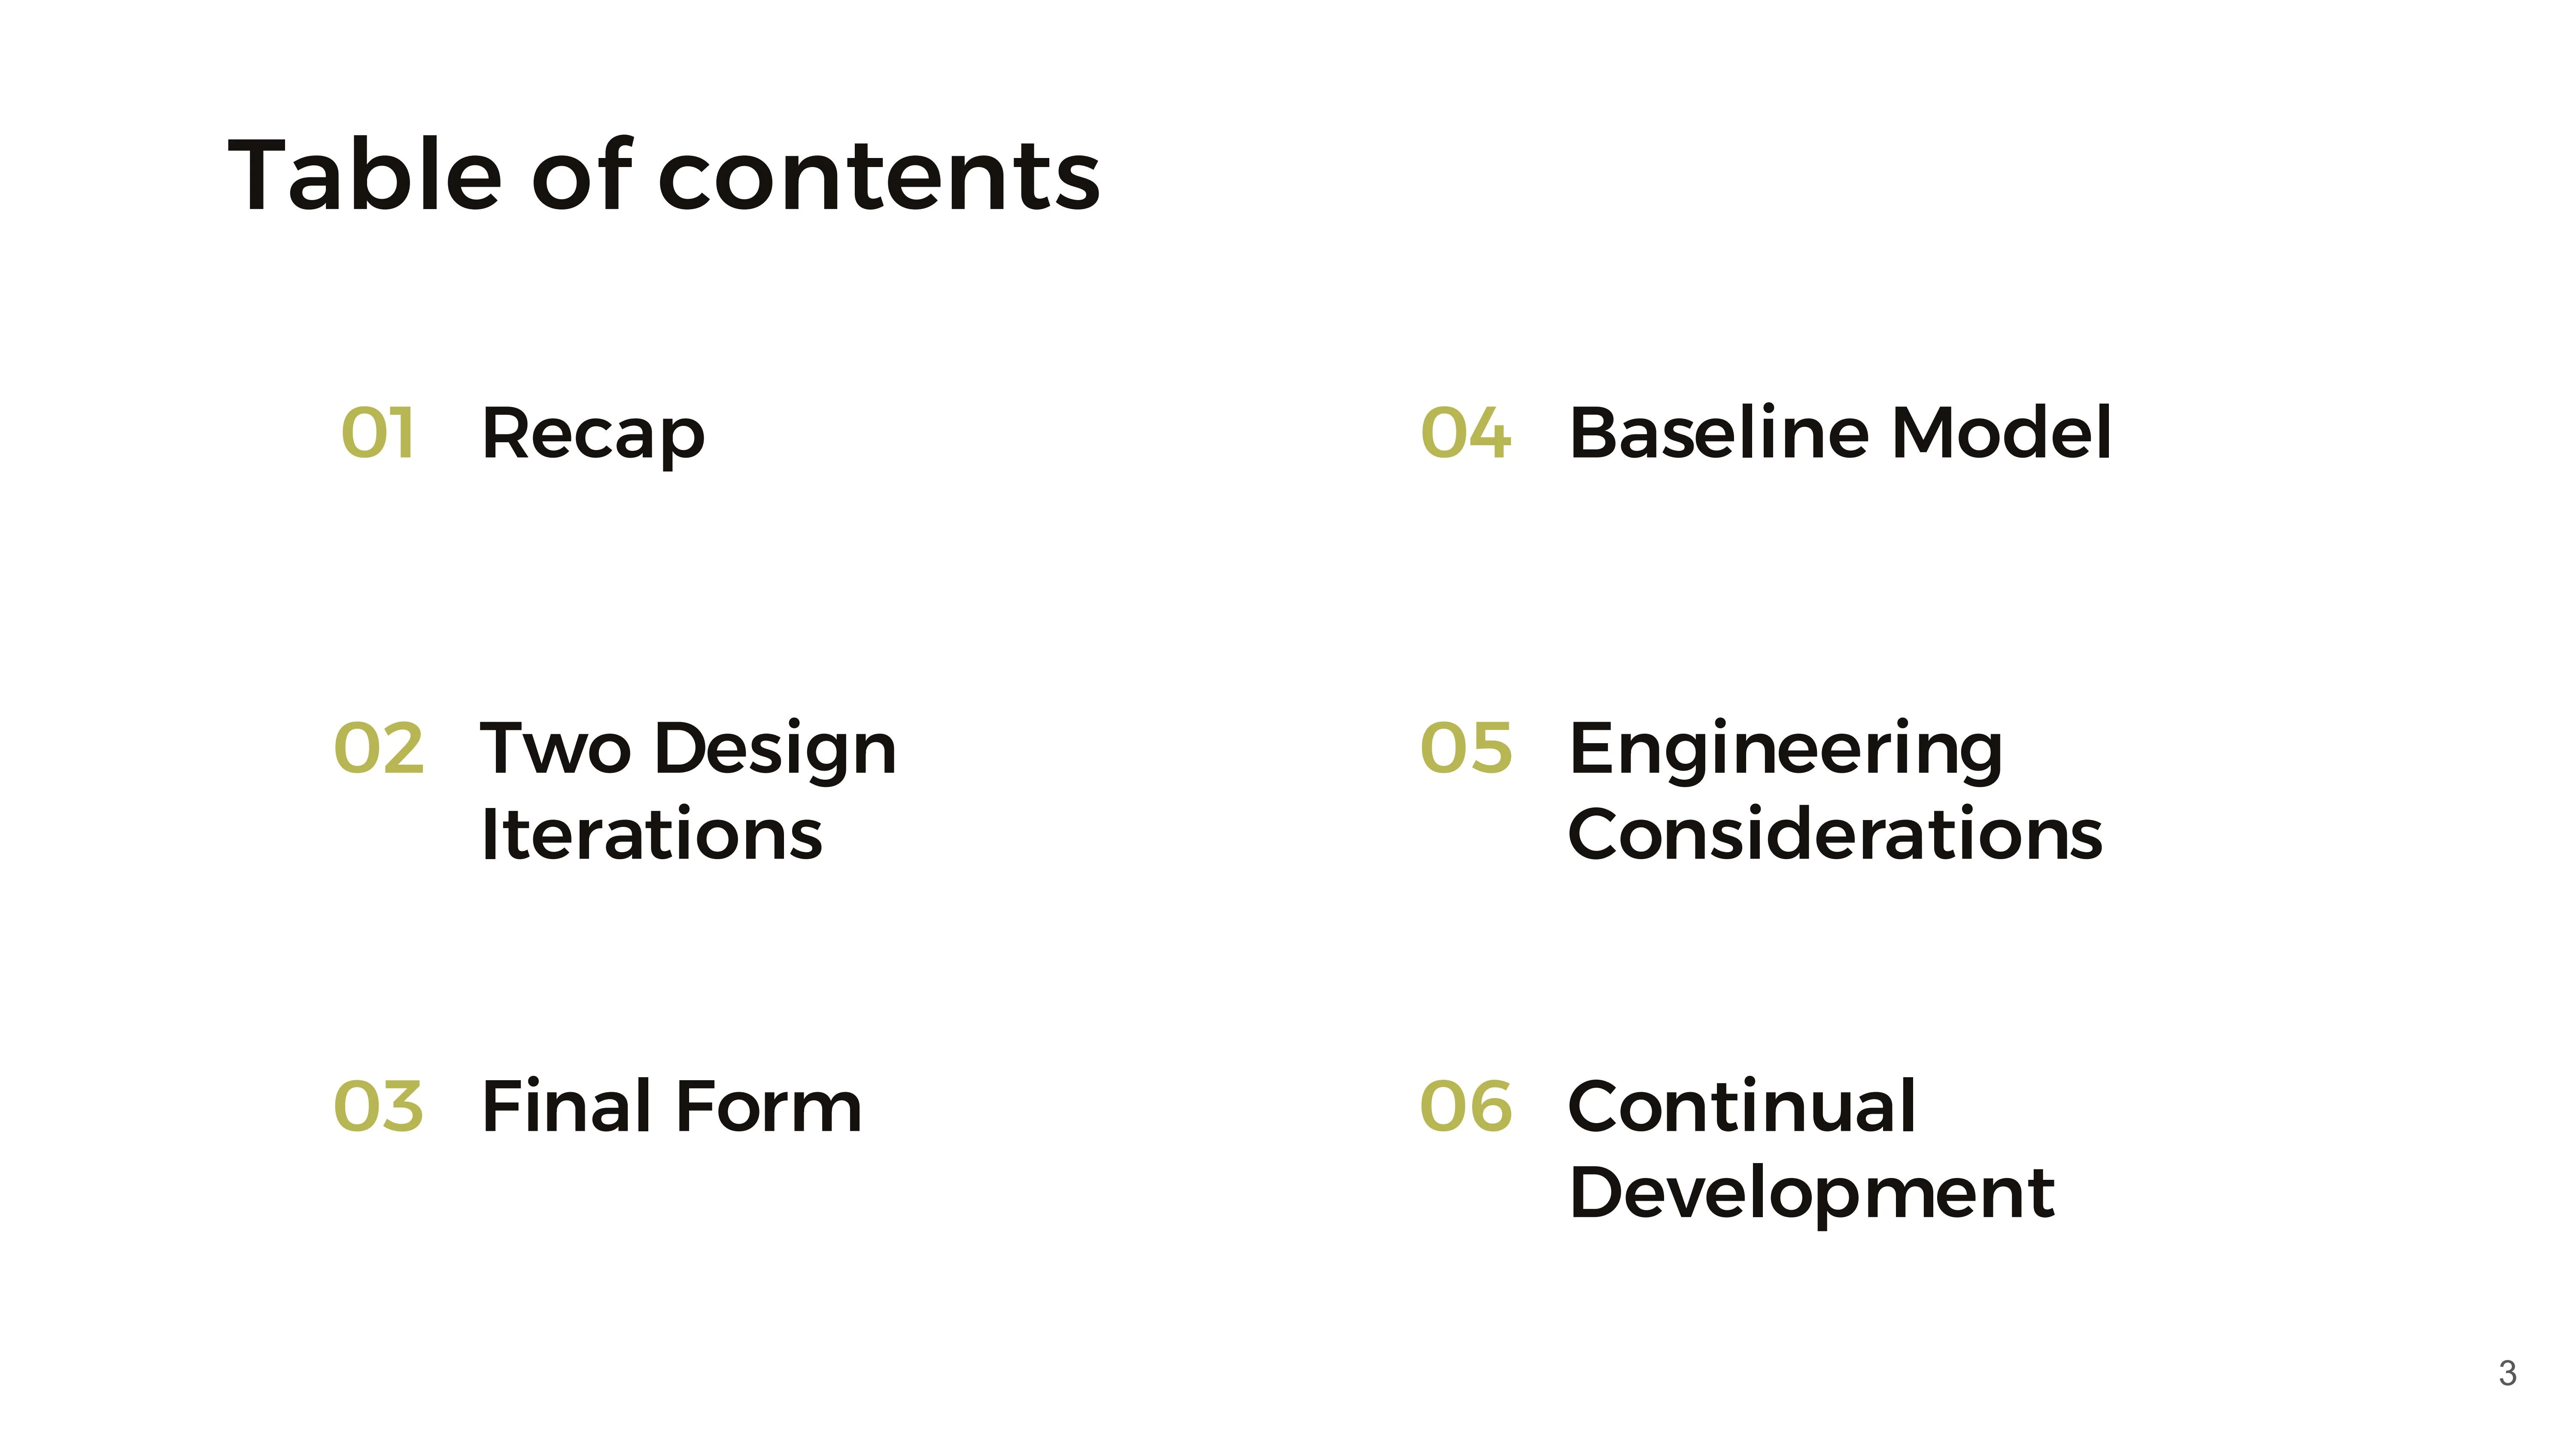 Table of contents
01 Recap
02 Two Design
Iterations
03 Final Form
04 Baseline Model
05 Engineering
Considerations
06 Continual
Development
3